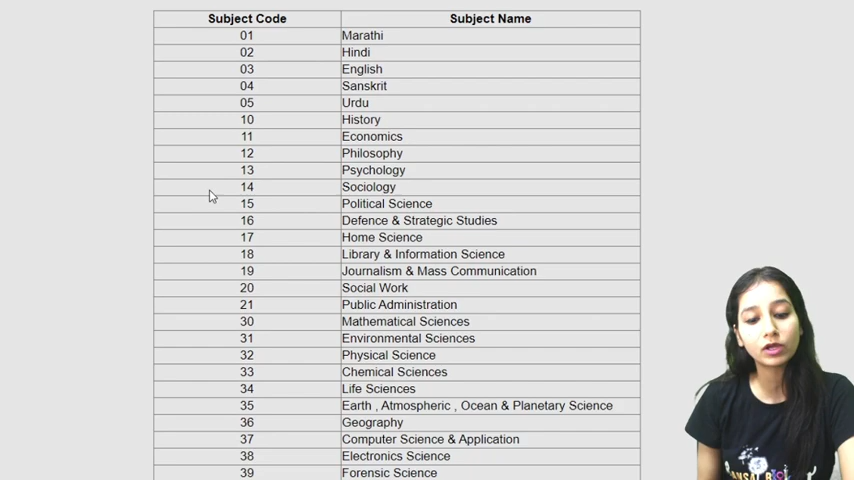 Subject Code Subject Name
01 Marathi
02 Hindi
03 English
04 Sanskrit
05 Urdu
10 History
11 Economics
12 Philosophy
13 Psychology
14 Sociology
15 Political Science
16 Defence & Strategic Studies
17 Home Science
18 Library & Information Science
19 Journalism & Mass Communication
20 Social Work
21 Public Administration
30 Mathematical Sciences
31 Environmental Sciences
32 Physical Science
33 Chemical Sciences
34 Life Sciences
35 Earth , Atmospheric , Ocean & Planetary Science
36 Geography
37 Computer Science & Application
38 Electronics Science
39 Forensic Science